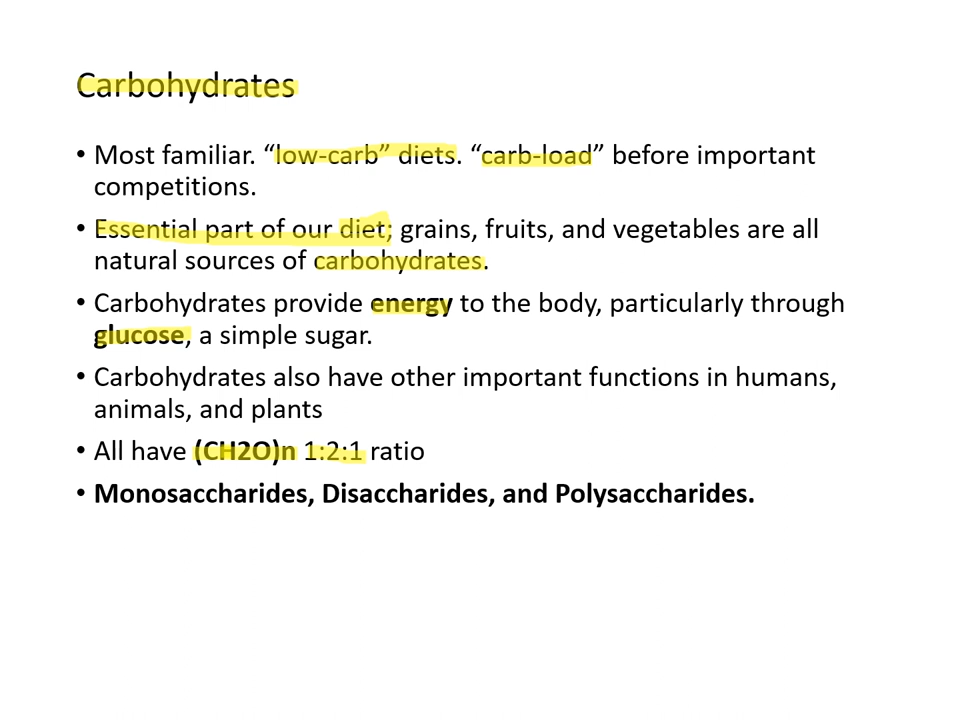 Carbohydrates
• Most familiar. “low-carb” diets. “carb-load” before important
competitions.
• Essential part of our diet; grains, fruits, and vegetables are all
natural sources of carbohydrates.
• Carbohydrates provide energy to the body, particularly through
glucose, a simple sugar.
• Carbohydrates also have other important functions in humans,
animals, and plants
• All have (CH2O)n 1:2:1 ratio
• Monosaccharides, Disaccharides, and Polysaccharides.